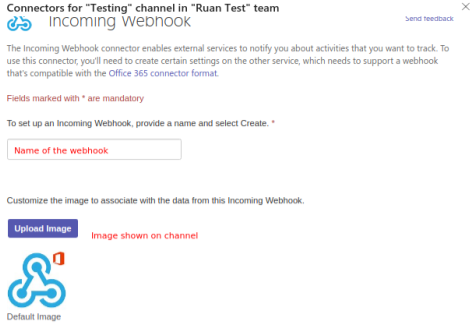 Connectors for "Testing" channel in "Ruan Test" team
Incoming Webhook
Send feedback
The Incoming Webhook connector enables external services to notify you about activities that you want to track. To
use this connector, you'll need to create certain settings on the other service, which needs to support a webhook
that's compatible with the Office 365 connector format.
Fields marked with * are mandatory
To set up an Incoming Webhook, provide a name and select Create. *
Name of the webhook
Customize the image to associate with the data from this Incoming Webhook.
Upload Image
Image shown on channel
Default Image